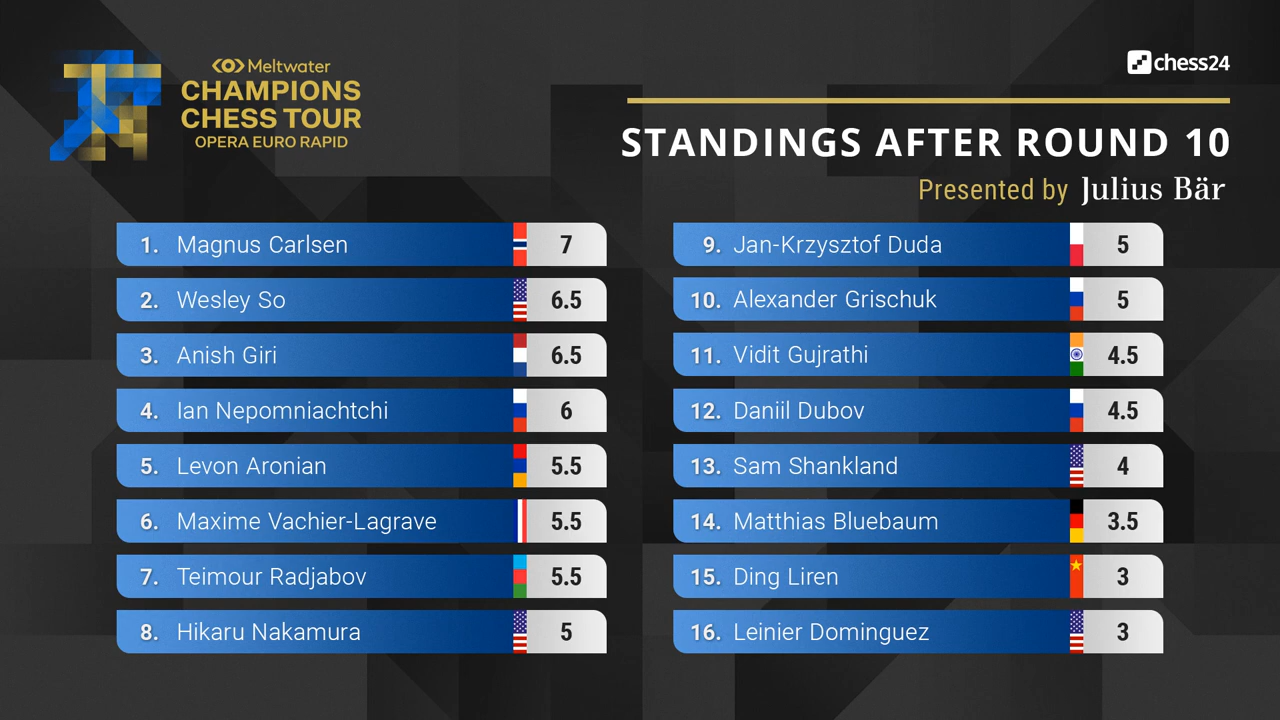 Meltwater
CHAMPIONS
CHESS TOUR
OPERA EURO RAPID
chess24
STANDINGS AFTER ROUND 10
Presented by Julius Bär
1. Magnus Carlsen 7
2. Wesley So 6.5
3. Anish Giri 6.5
4. Ian Nepomniachtchi 6
5. Levon Aronian 5.5
6. Maxime Vachier-Lagrave 5.5
7. Teimour Radjabov 5.5
8. Hikaru Nakamura 5
9. Jan-Krzysztof Duda 5
10. Alexander Grischuk 5
11. Vidit Gujrathi 4.5
12. Daniil Dubov 4.5
13. Sam Shankland 4
14. Matthias Bluebaum 3.5
15. Ding Liren 3
16. Leinier Dominguez 3